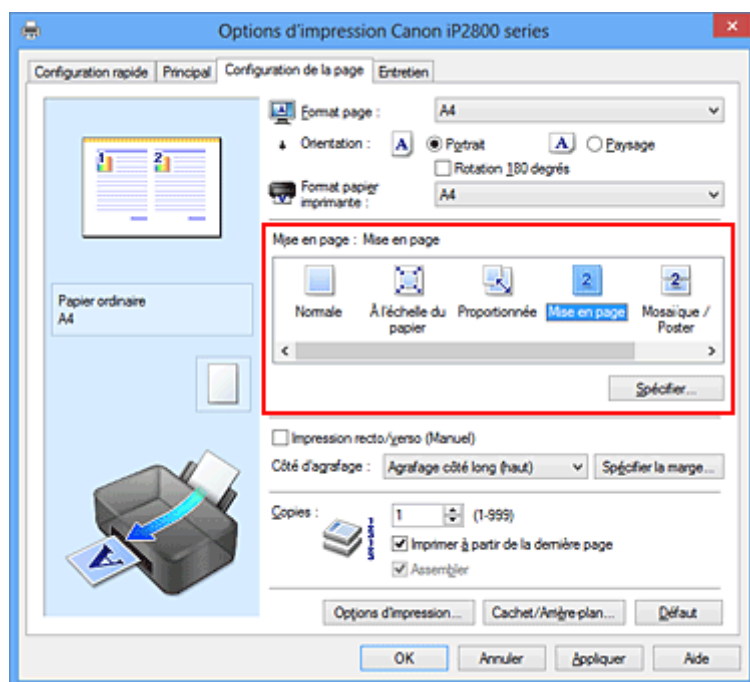 Options d'impression Canon iP2800 series
Configuration rapide Principal Configuration de la page Entretien
Format page : A4
Orientation : A Portrait A Paysage
Rotation 180 degrés
Format papier imprimante : A4
1 2
Papier ordinaire
A4
Mise en page : Mise en page
2 2
Normale À l'échelle du papier Proportionnée Mise en page Mosaïque / Poster
Spécifier...
Impression recto/verso (Manuel)
Côté d'agrafage : Agrafage côté long (haut) Spécifier la marge...
Copies : 1 (1-999)
Imprimer à partir de la dernière page
Assembler
A
Options d'impression... Cachet/Arrière-plan... Défaut
OK Annuler Appliquer Aide